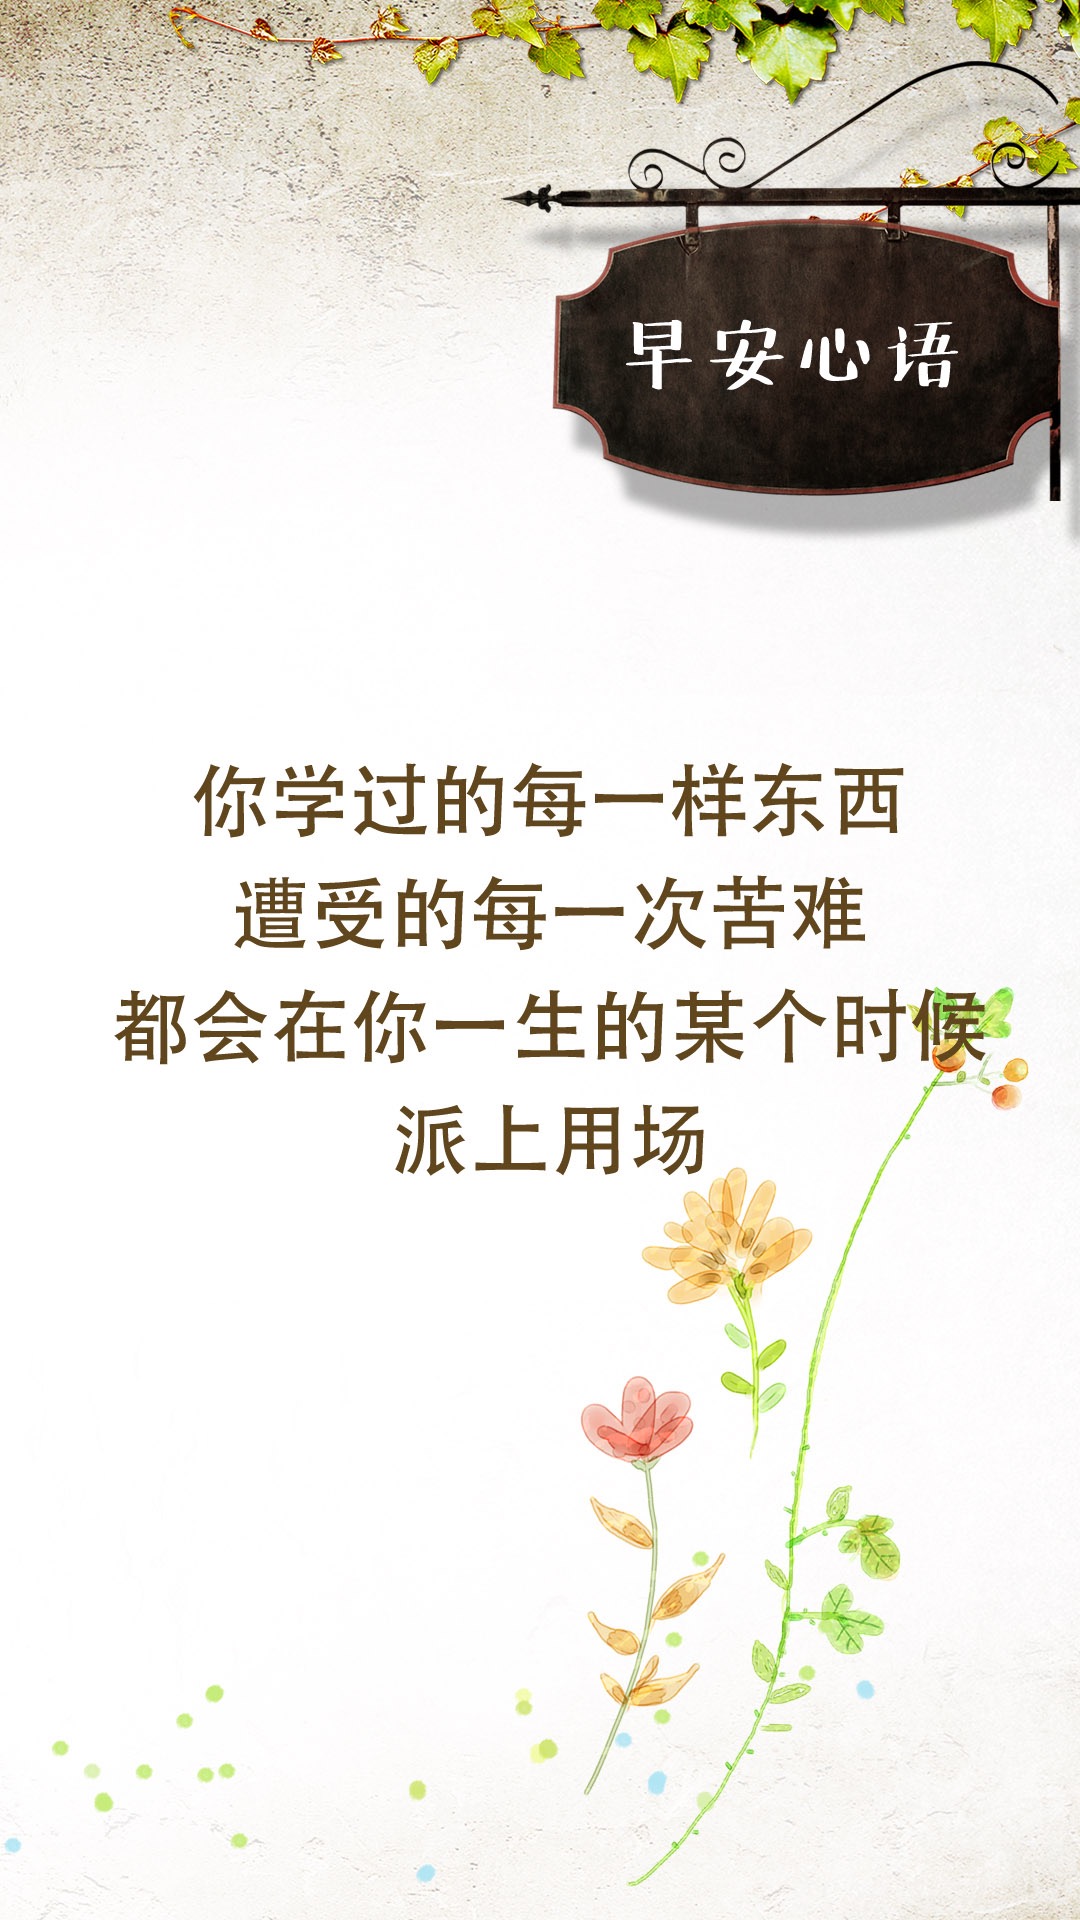 早安心语
你学过的每一样东西
遭受的每一次苦难
都会在你一生的某个时候
派上用场